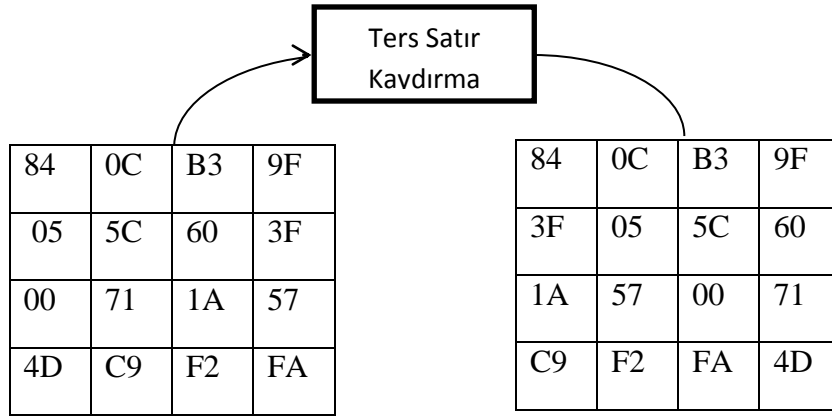 Ters Satır
Kaydırma
84 0C B3 9F
05 5C 60 3F
00 71 1A 57
4D C9 F2 FA
84 0C B3 9F
3F 05 5C 60
1A 57 00 71
C9 F2 FA 4D